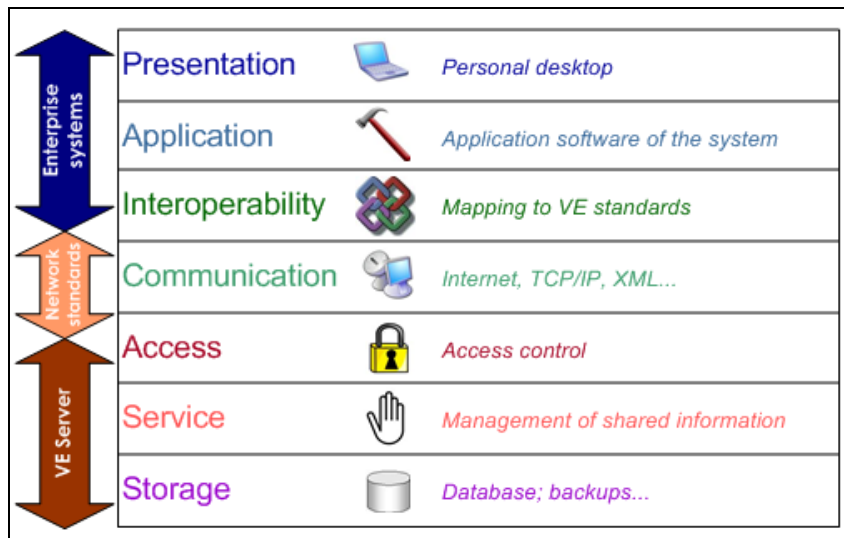 Enterprise
systems
Presentation
Personal desktop
Application
Application software of the system
Interoperability
Mapping to VE standards
Network
standards
Communication
Internet, TCP/IP, XML...
VE Server
Access
Access control
Service
Management of shared information
Storage
Database; backups...